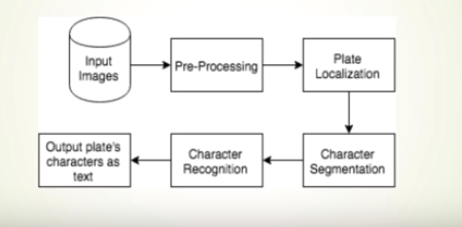 Input
Images
Pre-Processing
Plate
Localization
Character
Segmentation
Character
Recognition
Output plate's
characters as
text